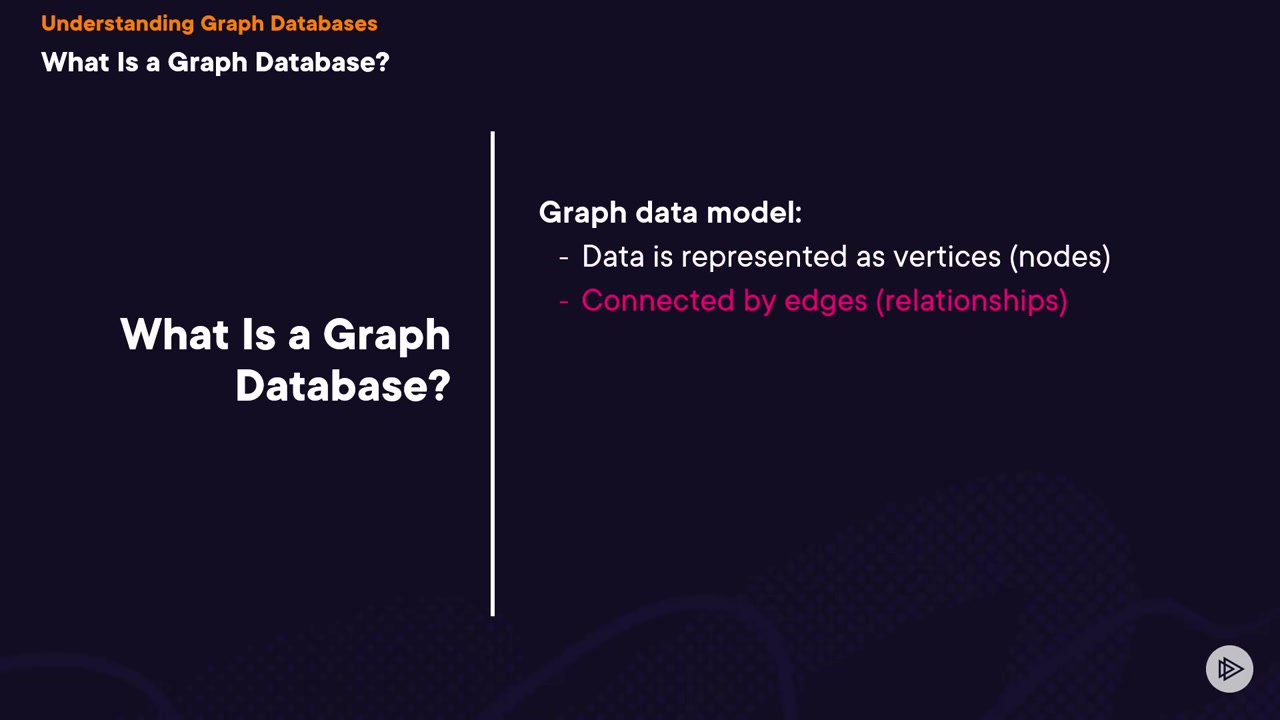 Understanding Graph Databases
What Is a Graph Database?
What Is a Graph
Database?
Graph data model:
- Data is represented as vertices (nodes)
- Connected by edges (relationships)